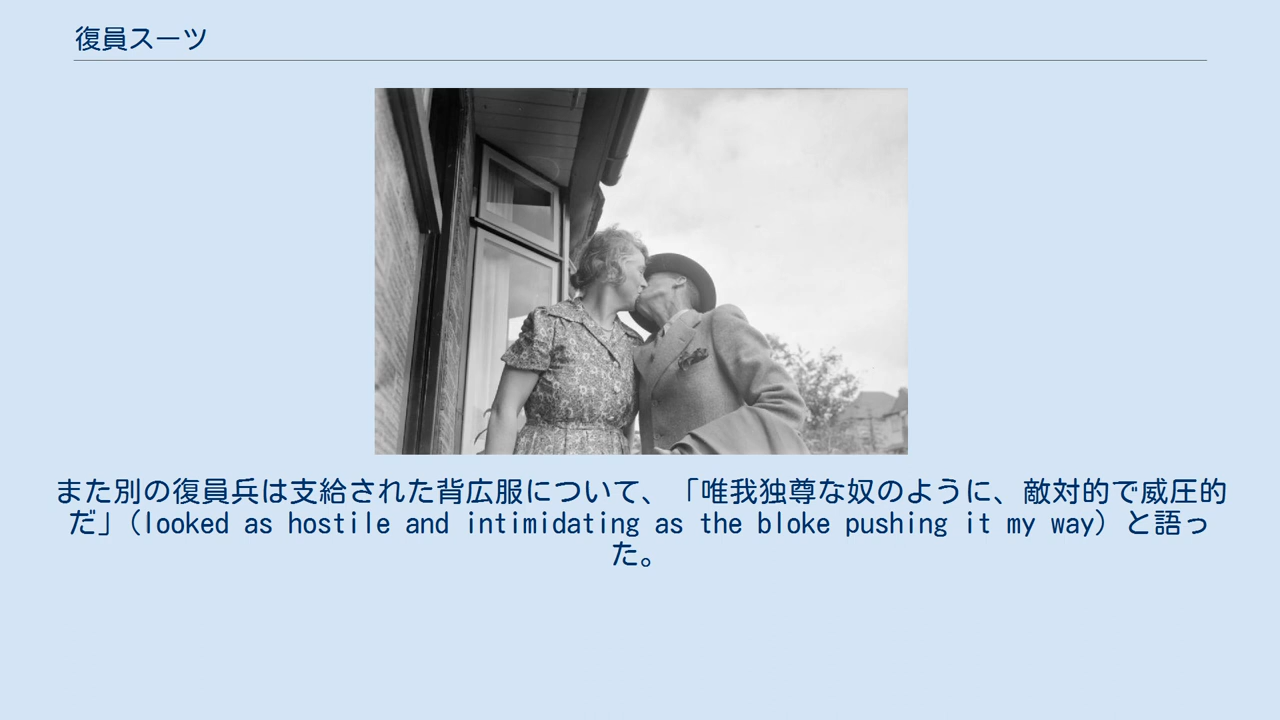 復員スーツ
また別の復員兵は支給された背広服について、「唯我独尊な奴のように、敵対的で威圧的
だ」（looked as hostile and intimidating as the bloke pushing it my way）と語っ
た。